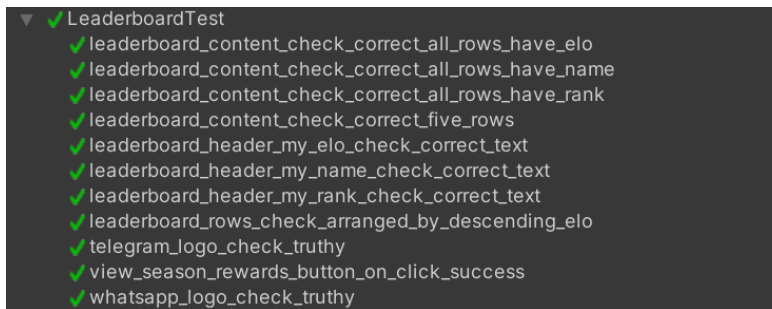 LeaderboardTest
leaderboard_content_check_correct_all_rows_have_elo
leaderboard_content_check_correct_all_rows_have_name
leaderboard_content_check_correct_all_rows_have_rank
leaderboard_content_check_correct_five_rows
leaderboard_header_my_elo_check_correct_text
leaderboard_header_my_name_check_correct_text
leaderboard_header_my_rank_check_correct_text
leaderboard_rows_check_arranged_by_descending_elo
telegram_logo_check_truthy
view_season_rewards_button_on_click_success
whatsapp_logo_check_truthy